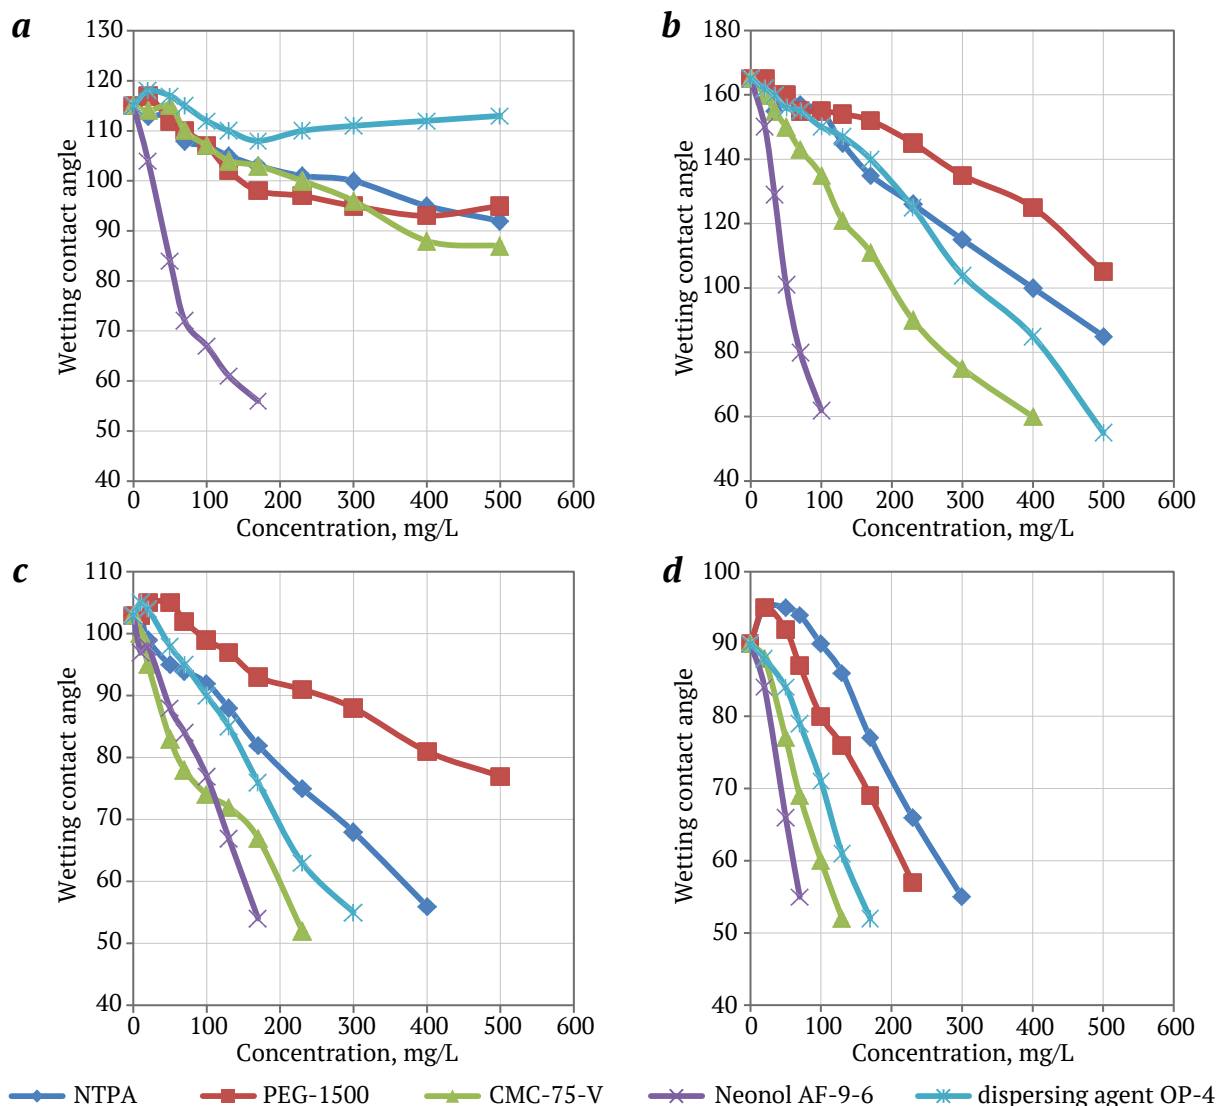 a
130
120
110
100
90
80
70
60
50
40
Wetting contact angle
0 100 200 300 400 500 600
Concentration, mg/L
b
180
160
140
120
100
80
60
40
Wetting contact angle
0 100 200 300 400 500 600
Concentration, mg/L
c
110
100
90
80
70
60
50
40
Wetting contact angle
0 100 200 300 400 500 600
Concentration, mg/L
d
100
90
80
70
60
50
40
Wetting contact angle
0 100 200 300 400 500 600
Concentration, mg/L
NTPA PEG-1500 CMC-75-V Neonol AF-9-6 dispersing agent OP-4